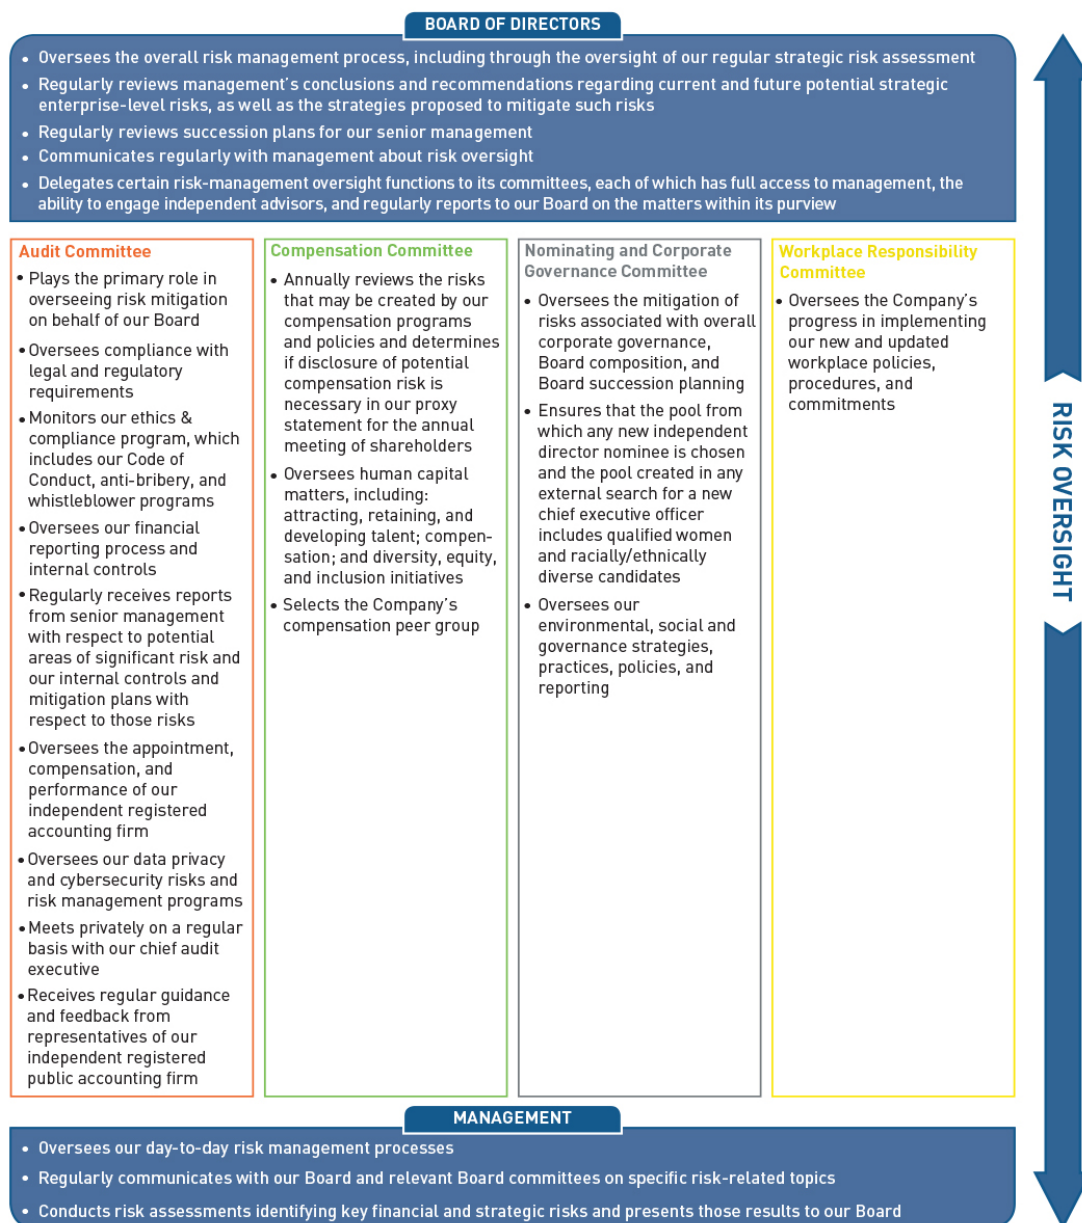 BOARD OF DIRECTORS
• Oversees the overall risk management process, including through the oversight of our regular strategic risk assessment
• Regularly reviews management's conclusions and recommendations regarding current and future potential strategic
enterprise-level risks, as well as the strategies proposed to mitigate such risks
• Regularly reviews succession plans for our senior management
• Communicates regularly with management about risk oversight
• Delegates certain risk-management oversight functions to its committees, each of which has full access to management, the
ability to engage independent advisors, and regularly reports to our Board on the matters within its purview
Audit Committee
• Plays the primary role in
overseeing risk mitigation
on behalf of our Board
• Oversees compliance with
legal and regulatory
requirements
• Monitors our ethics &
compliance program, which
includes our Code of
Conduct, anti-bribery, and
whistleblower programs
• Oversees our financial
reporting process and
internal controls
• Regularly receives reports
from senior management
with respect to potential
areas of significant risk and
our internal controls and
mitigation plans with
respect to those risks
• Oversees the appointment,
compensation, and
performance of our
independent registered
accounting firm
• Oversees our data privacy
and cybersecurity risks and
risk management programs
• Meets privately on a regular
basis with our chief audit
executive
• Receives regular guidance
and feedback from
representatives of our
independent registered
public accounting firm
Compensation Committee
• Annually reviews the risks
that may be created by our
compensation programs
and policies and determines
if disclosure of potential
compensation risk is
necessary in our proxy
statement for the annual
meeting of shareholders
• Oversees human capital
matters, including:
attracting, retaining, and
developing talent; compen-
sation; and diversity, equity,
and inclusion initiatives
• Selects the Company's
compensation peer group
Nominating and Corporate
Governance Committee
• Oversees the mitigation of
risks associated with overall
corporate governance,
Board composition, and
Board succession planning
• Ensures that the pool from
which any new independent
director nominee is chosen
and the pool created in any
external search for a new
chief executive officer
includes qualified women
and racially/ethnically
diverse candidates
• Oversees our
environmental, social and
governance strategies,
practices, policies, and
reporting
Workplace Responsibility
Committee
• Oversees the Company's
progress in implementing
our new and updated
workplace policies,
procedures, and
commitments
RISK OVERSIGHT
MANAGEMENT
• Oversees our day-to-day risk management processes
• Regularly communicates with our Board and relevant Board committees on specific risk-related topics
• Conducts risk assessments identifying key financial and strategic risks and presents those results to our Board